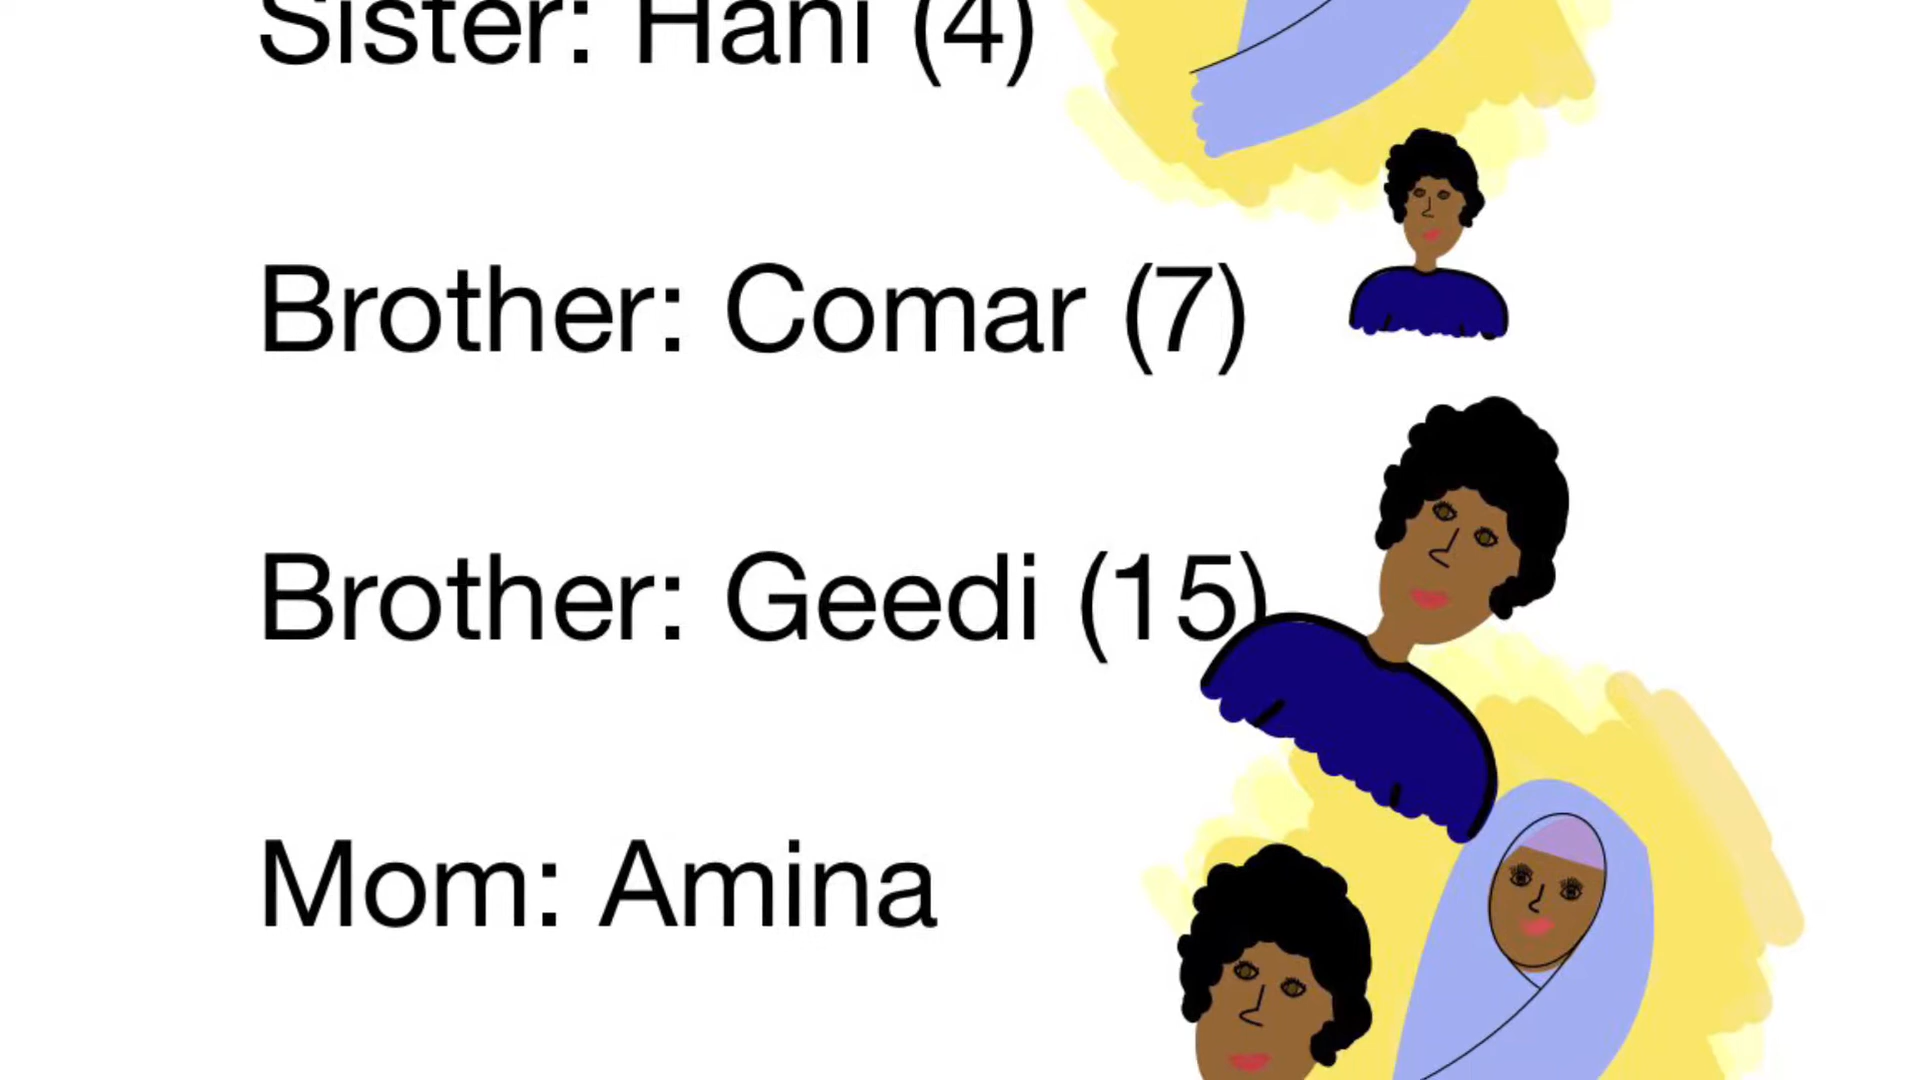 Sister: Hani (4)
Brother: Comar (7)
Brother: Geedi (15)
Mom: Amina